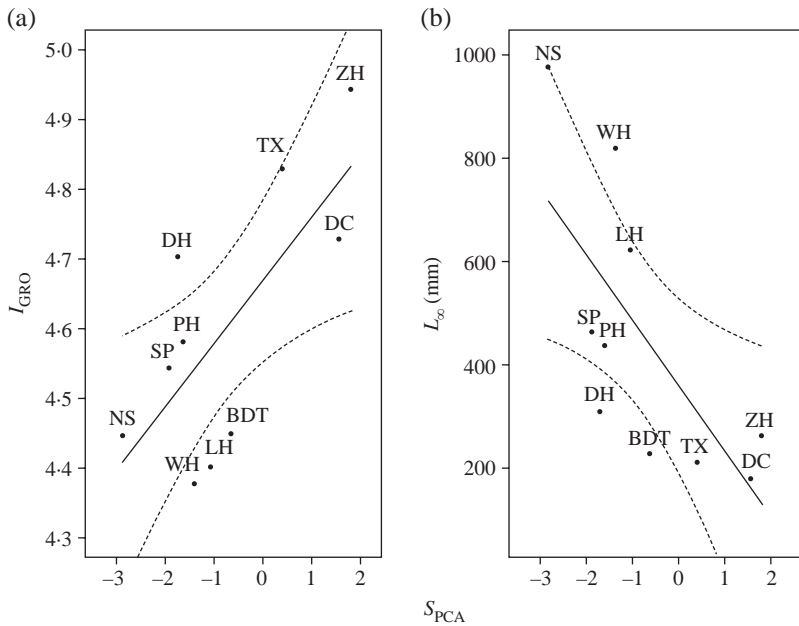 (a)
5·0
4·9
4·8
4·7
4·6
4·5
4·4
4·3
I_GRO
ZH
TX
DC
DH
PH
SP
NS
BDT
LH
WH
−3 −2 −1 0 1 2
(b)
1000
800
600
400
200
L∞ (mm)
NS
WH
LH
SP
PH
DH
BDT
TX
ZH
DC
−3 −2 −1 0 1 2
S_PCA